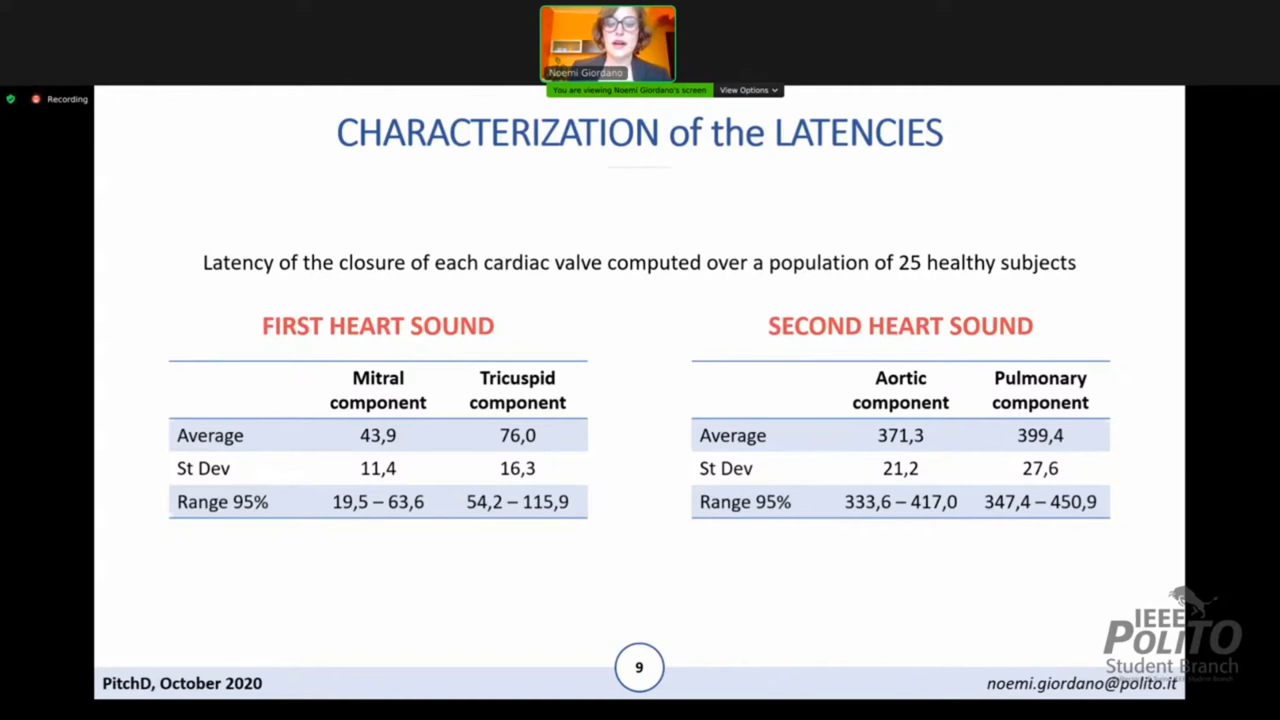 Noemi Giordano
You are viewing Noemi Giordano's screen
View Options
Recording
CHARACTERIZATION of the LATENCIES
Latency of the closure of each cardiac valve computed over a population of 25 healthy subjects
FIRST HEART SOUND
Mitral component Tricuspid component
Average 43,9 76,0
St Dev 11,4 16,3
Range 95% 19,5 – 63,6 54,2 – 115,9
SECOND HEART SOUND
Aortic component Pulmonary component
Average 371,3 399,4
St Dev 21,2 27,6
Range 95% 333,6 – 417,0 347,4 – 450,9
IEEE
POLITO
Student Branch
PitchD, October 2020
9
noemi.giordano@polito.it